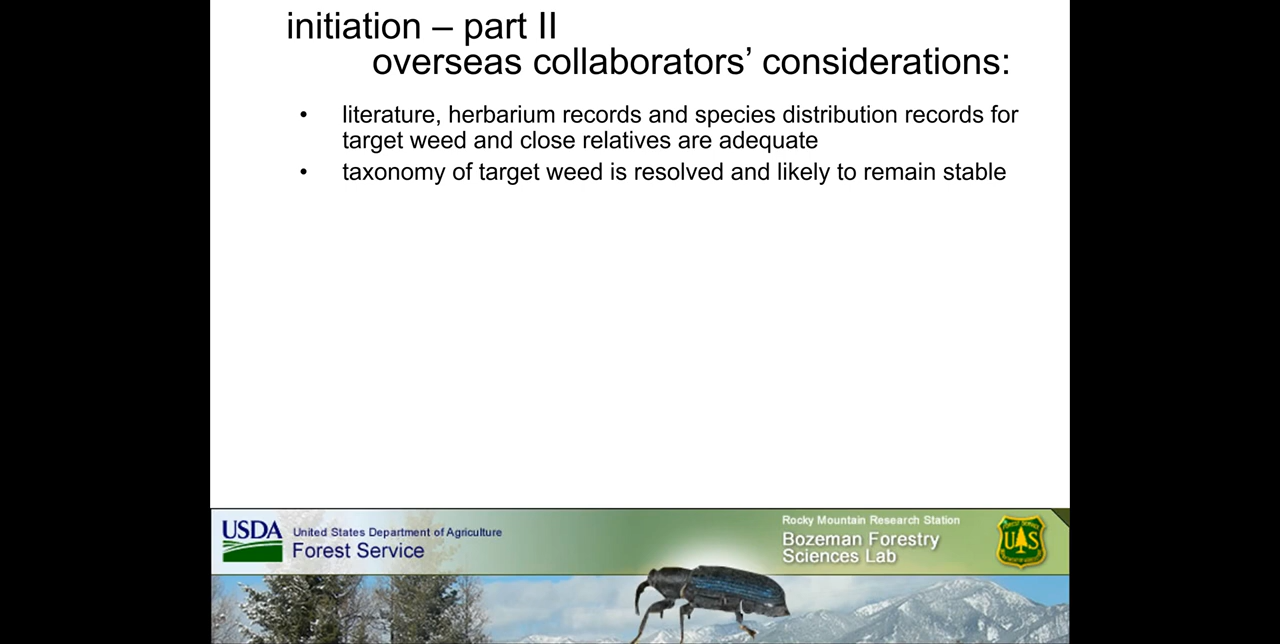 initiation – part II
overseas collaborators’ considerations:
• literature, herbarium records and species distribution records for
target weed and close relatives are adequate
• taxonomy of target weed is resolved and likely to remain stable
USDA
United States Department of Agriculture
Forest Service
Rocky Mountain Research Station
Bozeman Forestry
Sciences Lab
U S